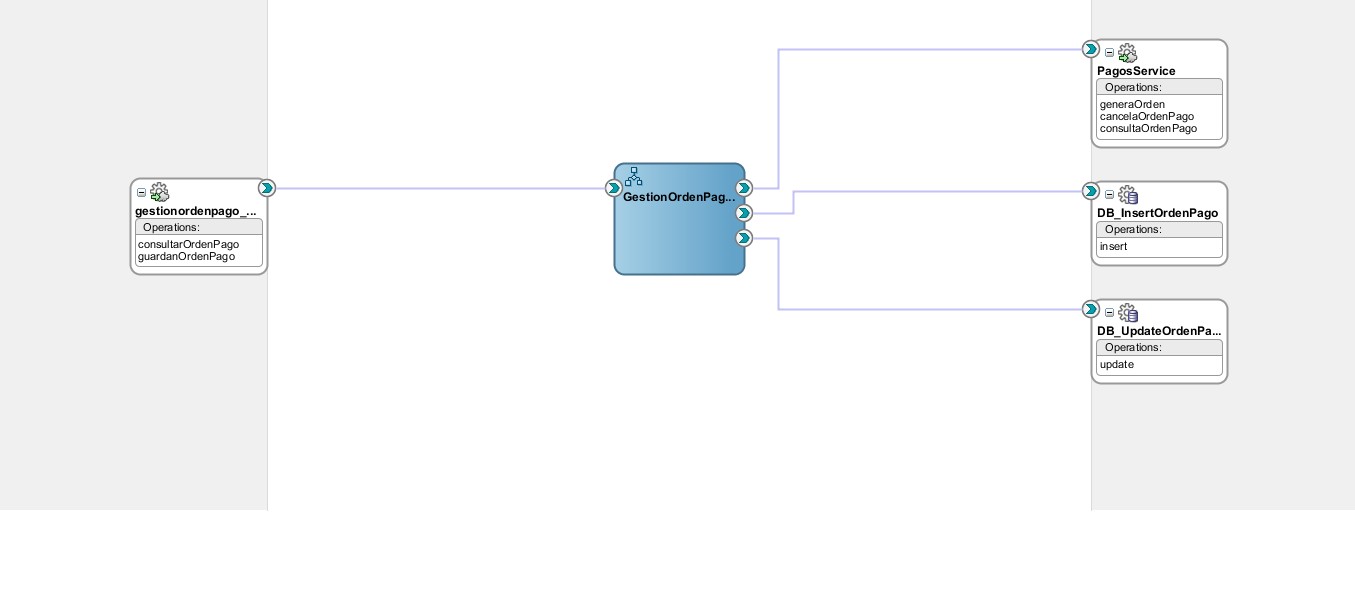 gestionordenpago_...
Operations:
consultarOrdenPago
guardanOrdenPago
GestionOrdenPag...
PagosService
Operations:
generaOrden
cancelaOrdenPago
consultaOrdenPago
DB_InsertOrdenPago
Operations:
insert
DB_UpdateOrdenPa...
Operations:
update